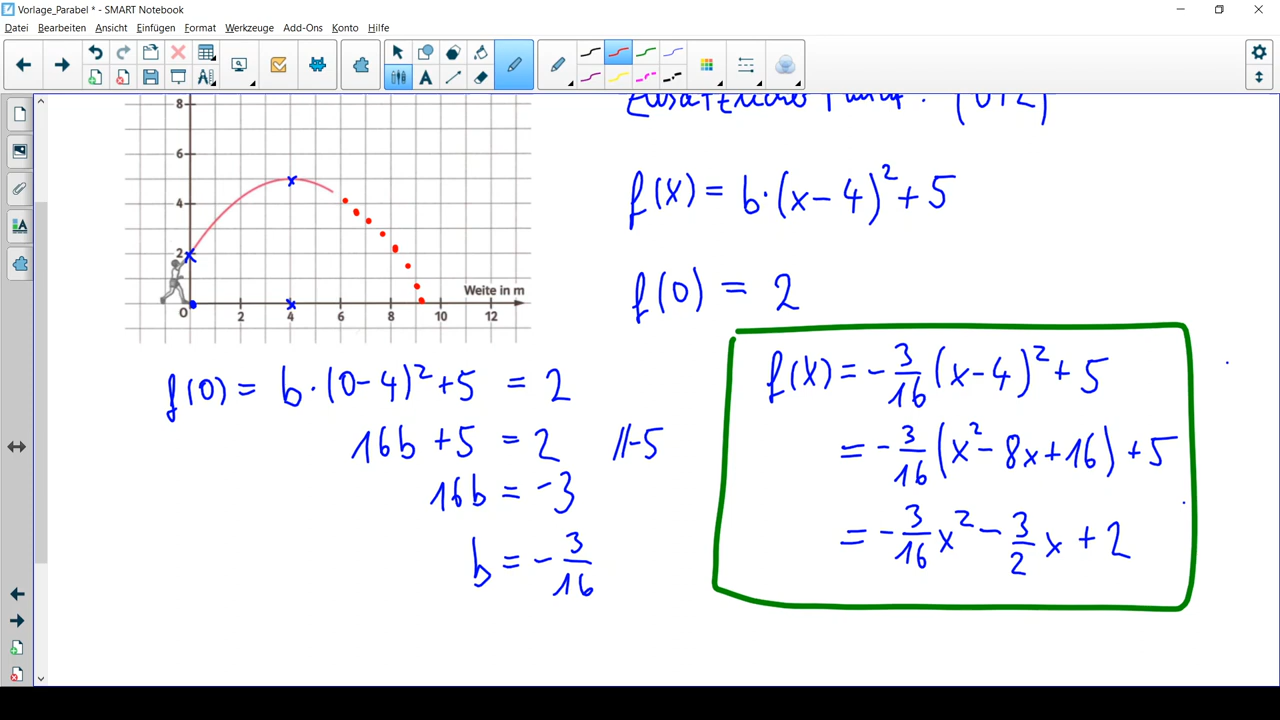 Vorlage_Parabel * - SMART Notebook
Datei Bearbeiten Ansicht Einfügen Format Werkzeuge Add-Ons Konto Hilfe
: (0|2)
f(x) = b·(x-4)²+5
f(0) = 2
8
6
4
2
0 2 4 6 8 10 12
Weite in m
f(0) = b·(0-4)²+5 = 2
16b +5 = 2 //-5
16b = -3
b = -3/16
f(x) = -3/16 (x-4)²+5
= -3/16 (x²-8x+16)+5
= -3/16 x² - 3/2 x + 2